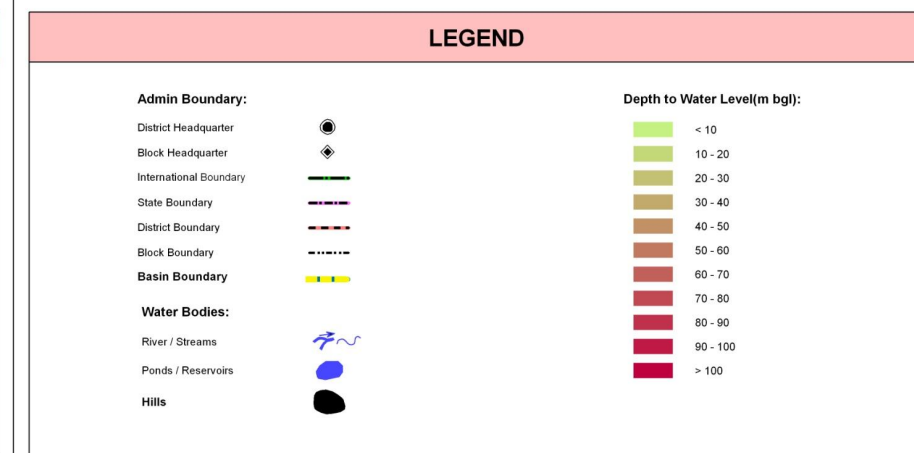 LEGEND
Admin Boundary:
District Headquarter
Block Headquarter
International Boundary
State Boundary
District Boundary
Block Boundary
Basin Boundary
Water Bodies:
River / Streams
Ponds / Reservoirs
Hills
Depth to Water Level(m bgl):
< 10
10 - 20
20 - 30
30 - 40
40 - 50
50 - 60
60 - 70
70 - 80
80 - 90
90 - 100
> 100